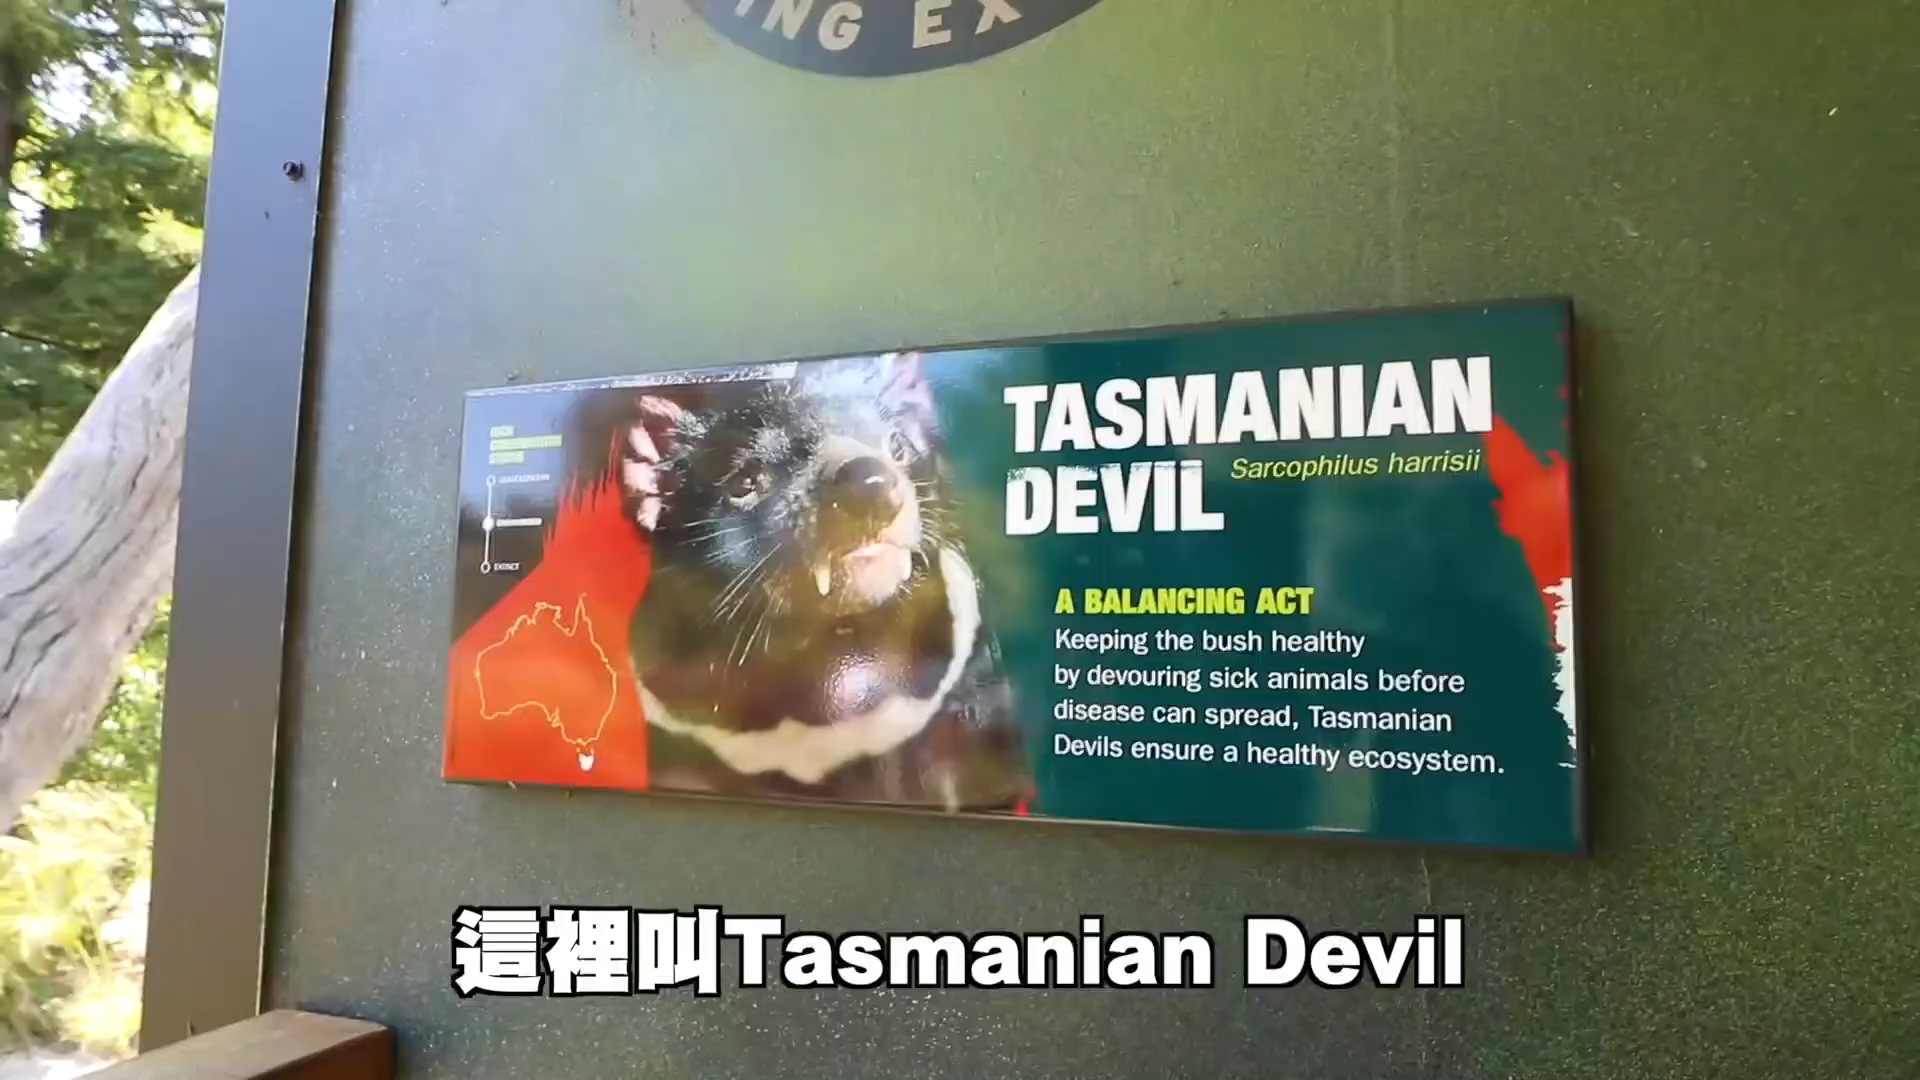 ING EX
TASMANIAN
DEVIL
Sarcophilus harrisii
EXTINCT
A BALANCING ACT
Keeping the bush healthy
by devouring sick animals before
disease can spread, Tasmanian
Devils ensure a healthy ecosystem.
這裡叫Tasmanian Devil